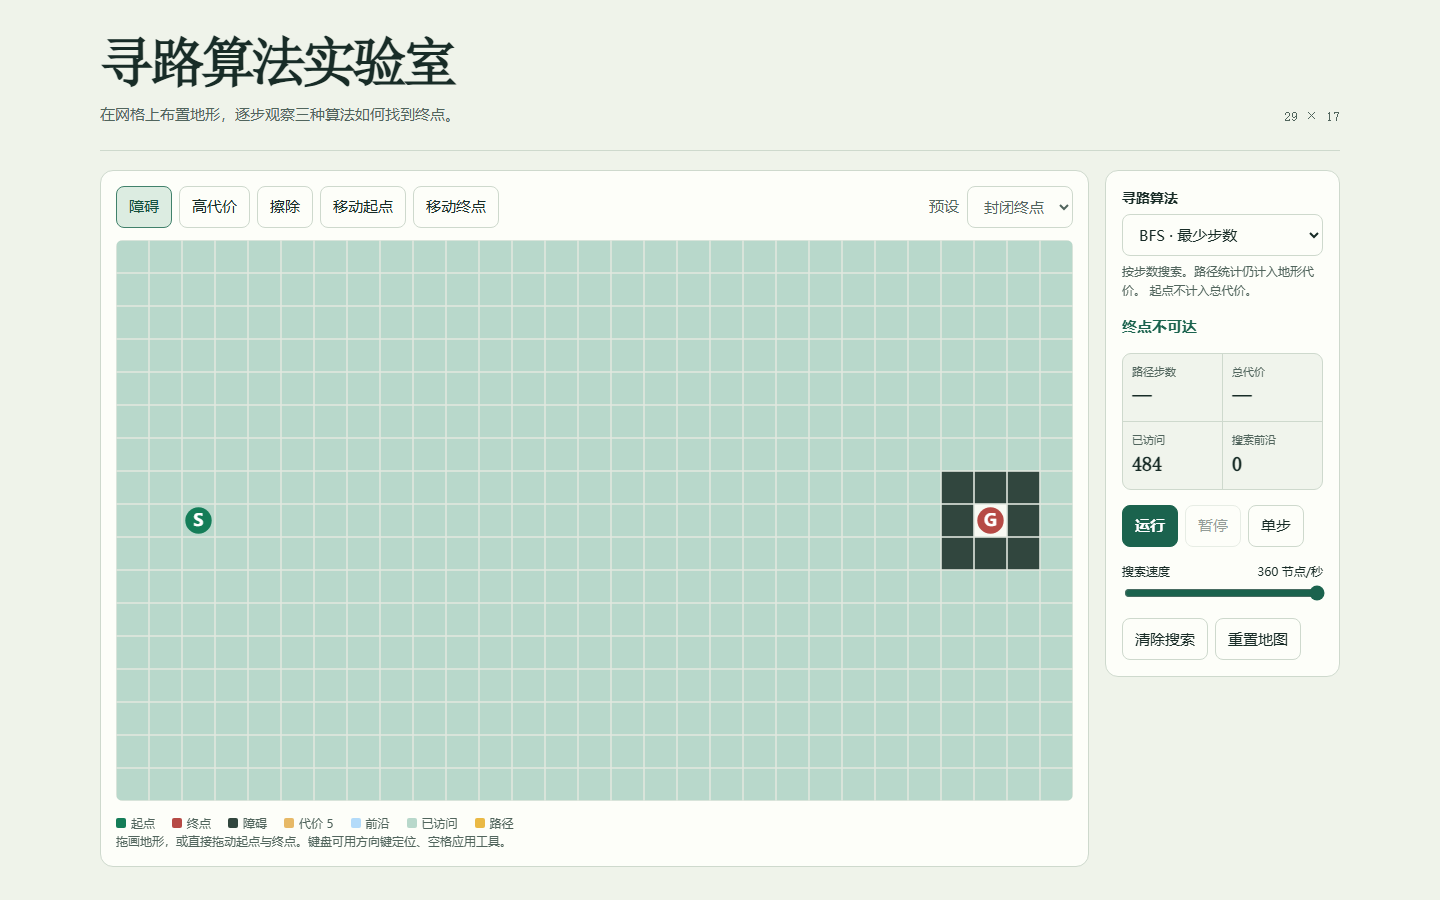 寻路算法实验室
在网格上布置地形，逐步观察三种算法如何找到终点。
29 × 17
障碍 高代价 擦除 移动起点 移动终点 预设 封闭终点
S
G
起点 终点 障碍 代价 5 前沿 已访问 路径
拖画地形，或直接拖动起点与终点。键盘可用方向键定位、空格应用工具。
寻路算法
BFS · 最少步数
按步数搜索。路径统计仍计入地形代
价。 起点不计入总代价。
终点不可达
路径步数 总代价
— —
已访问 搜索前沿
484 0
运行 暂停 单步
搜索速度 360 节点/秒
清除搜索 重置地图